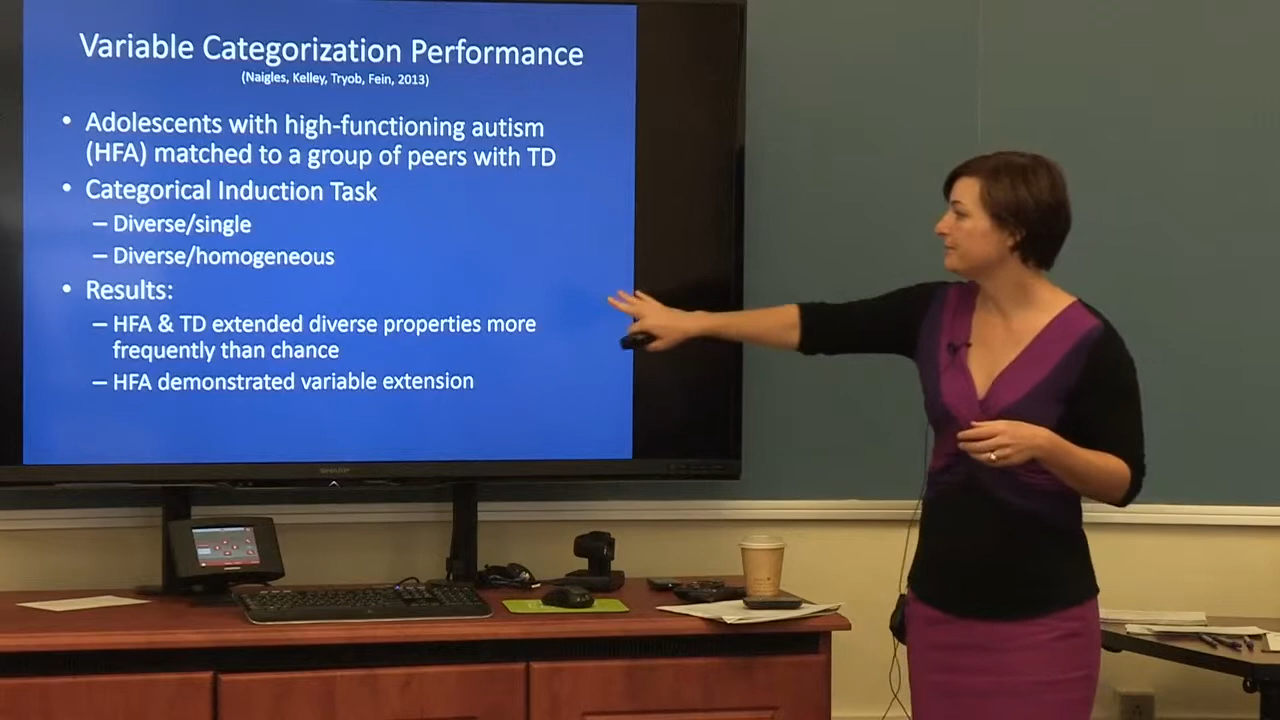 Variable Categorization Performance
(Naigles, Kelley, Tryob, Fein, 2013)
• Adolescents with high-functioning autism
(HFA) matched to a group of peers with TD
• Categorical Induction Task
– Diverse/single
– Diverse/homogeneous
• Results:
– HFA & TD extended diverse properties more
frequently than chance
– HFA demonstrated variable extension
SHARP